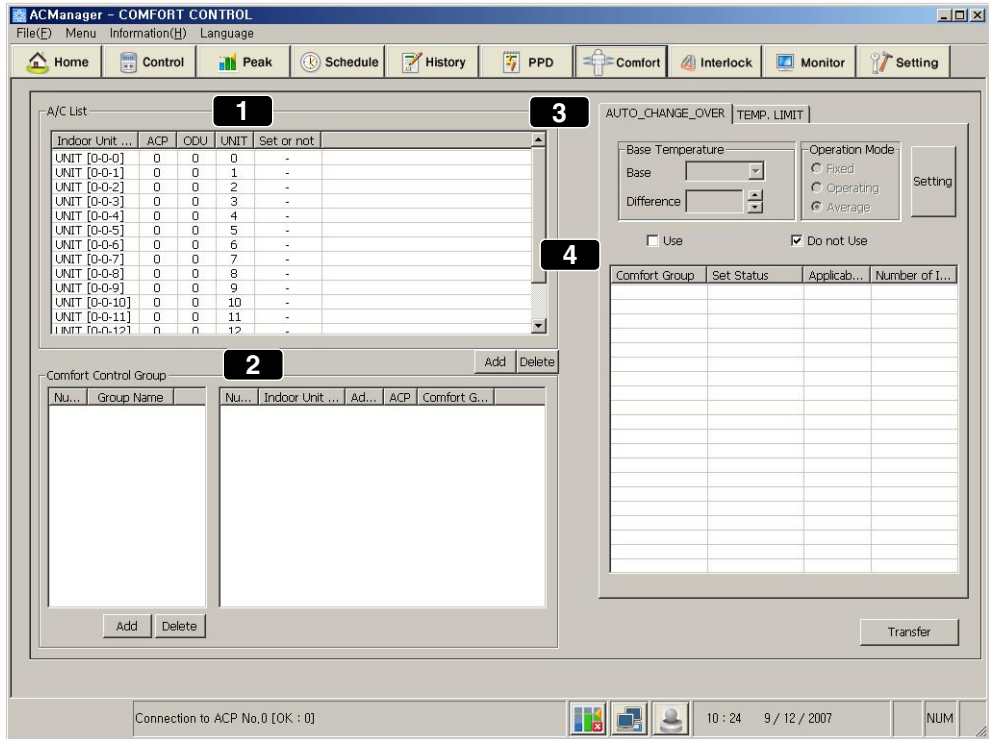 ACManager - COMFORT CONTROL
File(F) Menu Information(H) Language
Home Control Peak Schedule History PPD Comfort Interlock Monitor Setting
A/C List
1
Indoor Unit ... ACP ODU UNIT Set or not
UNIT [0-0-0] 0 0 0 -
UNIT [0-0-1] 0 0 1 -
UNIT [0-0-2] 0 0 2 -
UNIT [0-0-3] 0 0 3 -
UNIT [0-0-4] 0 0 4 -
UNIT [0-0-5] 0 0 5 -
UNIT [0-0-6] 0 0 6 -
UNIT [0-0-7] 0 0 7 -
UNIT [0-0-8] 0 0 8 -
UNIT [0-0-9] 0 0 9 -
UNIT [0-0-10] 0 0 10 -
UNIT [0-0-11] 0 0 11 -
UNIT [0-0-12] 0 0 12 -
Add Delete
2
Comfort Control Group
Nu... Group Name
Nu... Indoor Unit ... Ad... ACP Comfort G...
Add Delete
3
AUTO_CHANGE_OVER TEMP. LIMIT
Base Temperature
Base
Difference
Operation Mode
Fixed
Operating
Average
Setting
Use Do not Use
4
Comfort Group Set Status Applicab... Number of I...
Transfer
Connection to ACP No,0 [OK : 0] 10 : 24 9 / 12 / 2007 NUM